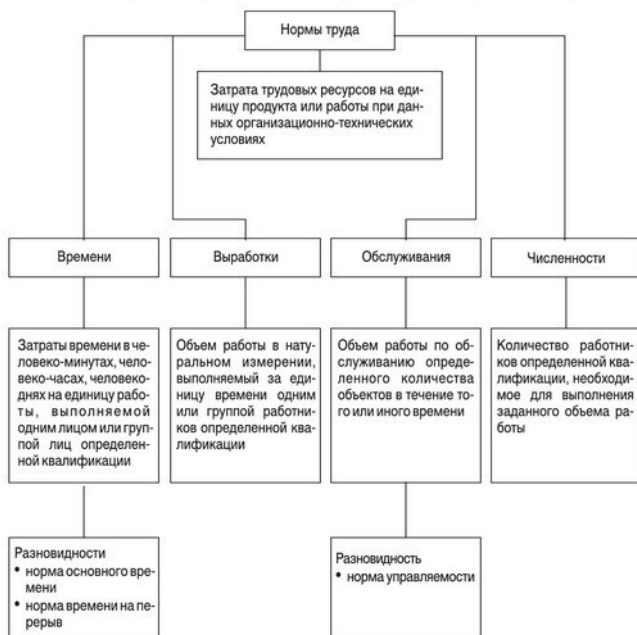 Нормы труда
Затрата трудовых ресурсов на еди-
ницу продукта или работы при дан-
ных организационно-технических
условиях
Времени
Выработки
Обслуживания
Численности
Затраты времени в че-
ловеко-минутах, чело-
веко-часах, человеко-
днях на единицу рабо-
ты, выполняемой
одним лицом или груп-
пой лиц определен-
ной квалификации
Объем работы в нату-
ральном измерении,
выполняемый за еди-
ницу времени одним
или группой работни-
ков определенной ква-
лификации
Объем работы по об-
служиванию опреде-
ленного количества
объектов в течение то-
го или иного времени
Количество работни-
ков определенной ква-
лификации, необходи-
мое для выполнения
заданного объема ра-
боты
Разновидности
• норма основного вре-
мени
• норма времени на пе-
рерыв
Разновидность
• норма управляемости